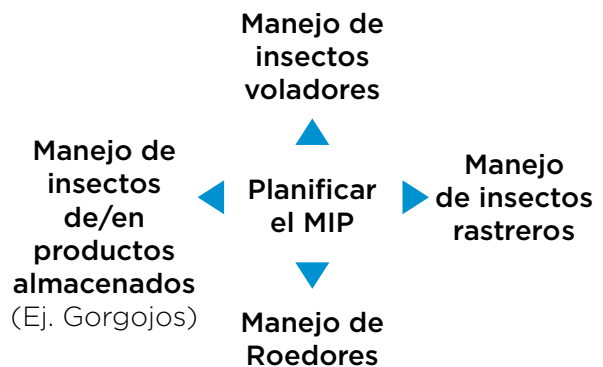 Manejo de
insectos
voladores
Manejo de
insectos
de/en
productos
almacenados
(Ej. Gorgojos)
Planificar
el MIP
Manejo
de insectos
rastreros
Manejo de
Roedores